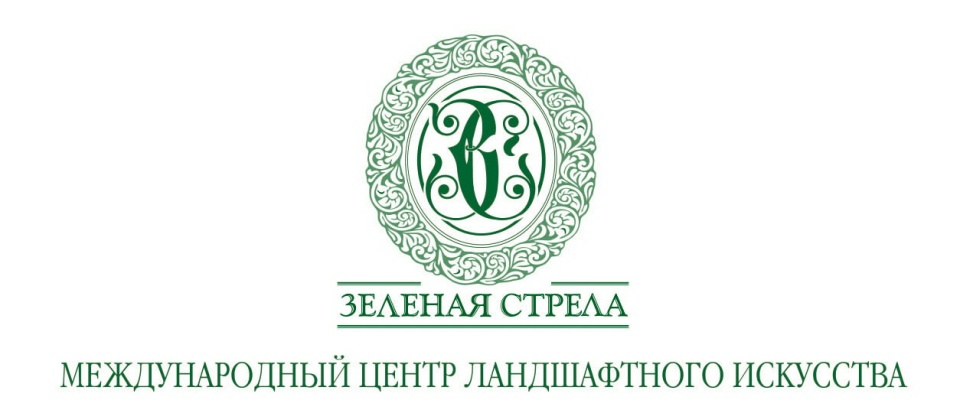 ЗЕЛЕНАЯ СТРЕЛА
МЕЖДУНАРОДНЫЙ ЦЕНТР ЛАНДШАФТНОГО ИСКУССТВА